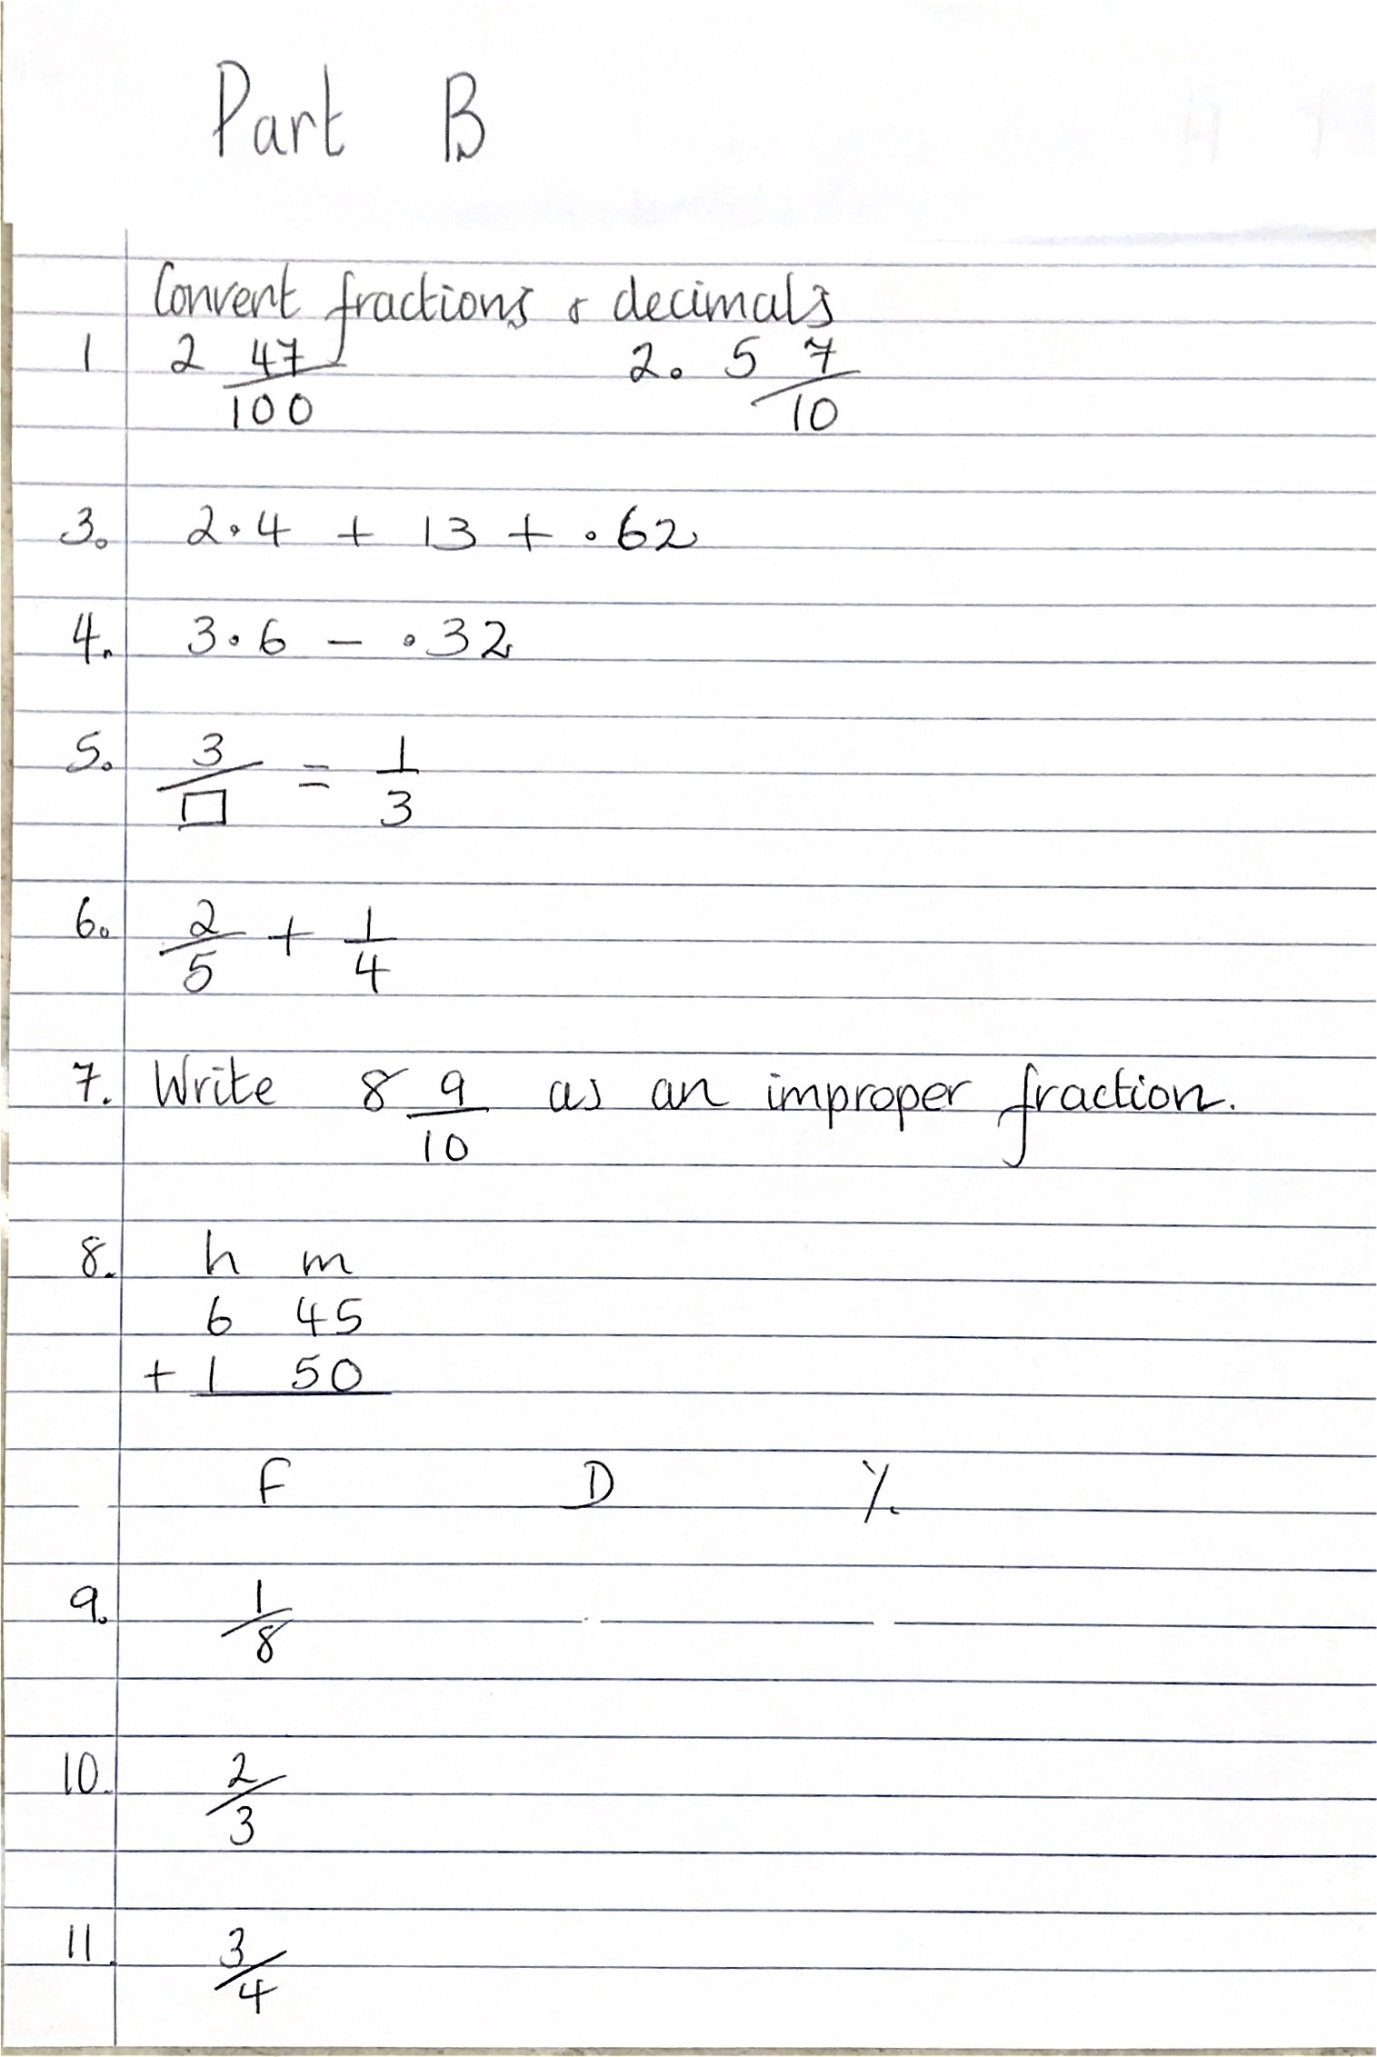 Part B
Convert fractions & decimals
1 2 47/100 2. 5 7/10
3. 2.4 + 13 + .62
4. 3.6 - .32
5. 3/□ = 1/3
6. 2/5 + 1/4
7. Write 8 9/10 as an improper fraction.
8. h m
6 45
+ 1 50
F D %
9. 1/8
10. 2/3
11. 3/4